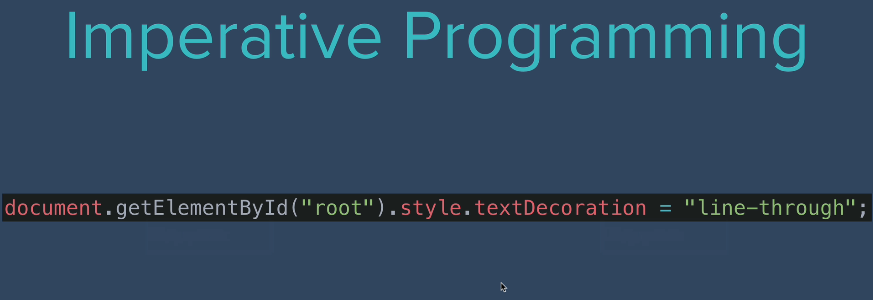 Imperative Programming
document.getElementById("root").style.textDecoration = "line-through";